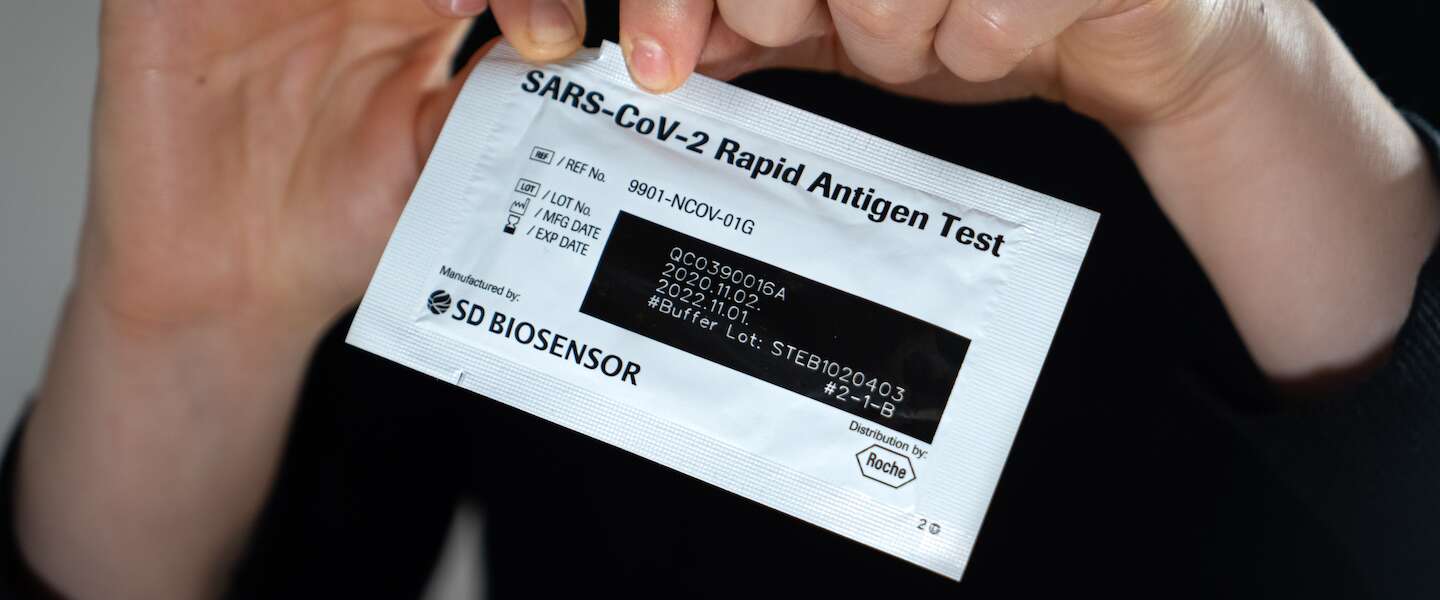 SARS-CoV-2 Rapid Antigen Test
REF / REF No. 9901-NCOV-01G
LOT / LOT No. QCO390016A
/ MFG DATE 2020.11.02.
/ EXP DATE 2022.11.01.
#Buffer Lot: STEB1020403
#2-1-B
Manufactured by:
SD BIOSENSOR
Distribution by:
Roche
2